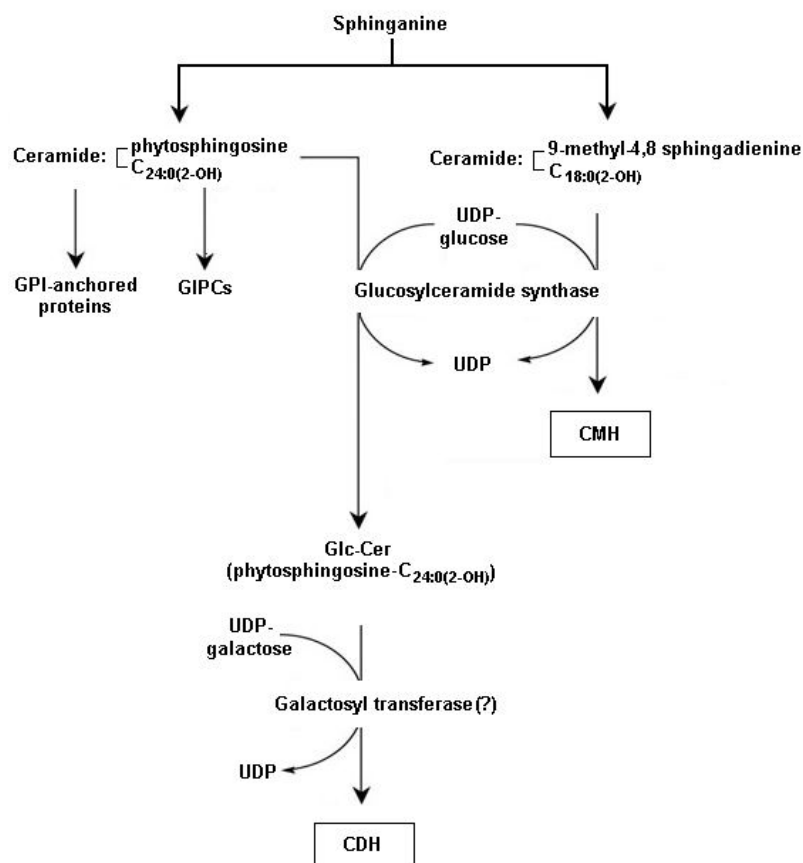 Sphinganine
Ceramide: phytosphingosine
C24:0(2-OH)
Ceramide: 9-methyl-4,8 sphingadienine
C18:0(2-OH)
UDP-
glucose
GPI-anchored
proteins
GIPCs
Glucosylceramide synthase
UDP
CMH
Glc-Cer
(phytosphingosine-C24:0(2-OH))
UDP-
galactose
Galactosyl transferase(?)
UDP
CDH